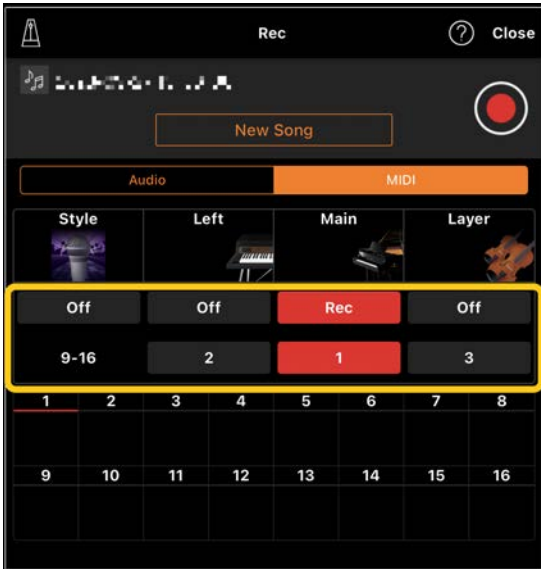 Rec ? Close
New Song
Audio MIDI
Style Left Main Layer
Off Off Rec Off
9-16 2 1 3
1 2 3 4 5 6 7 8
9 10 11 12 13 14 15 16